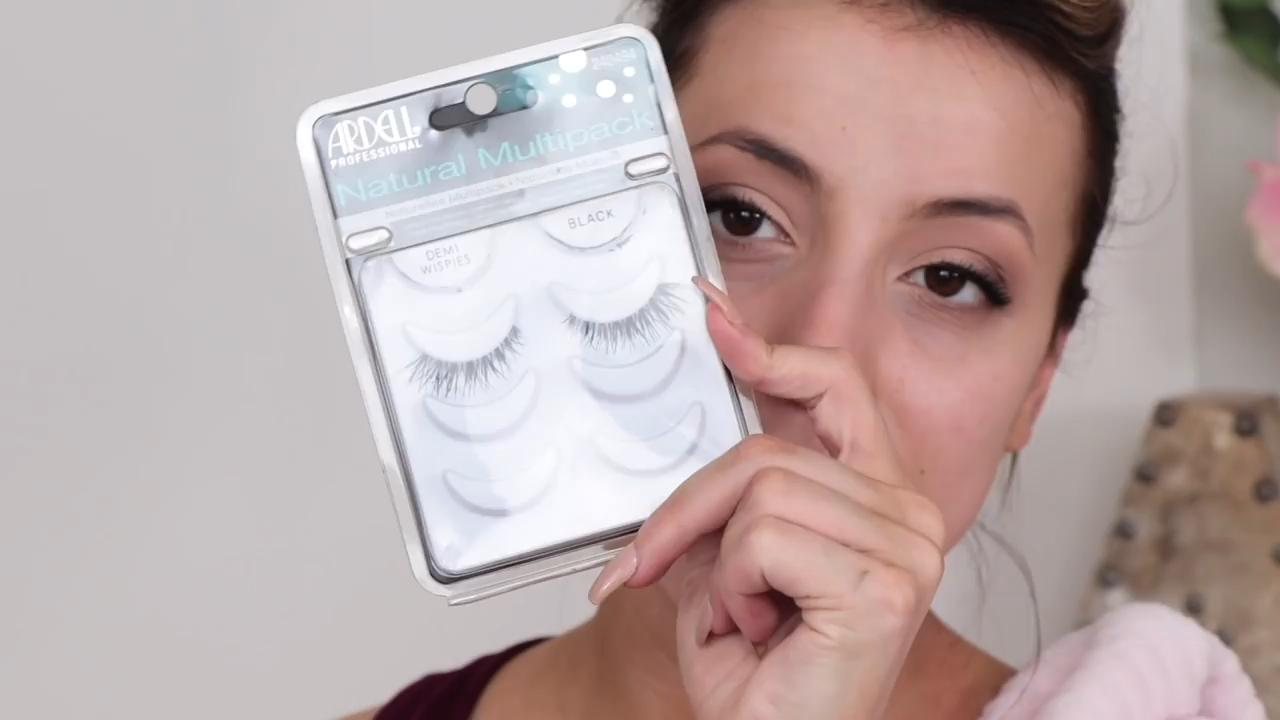 ARDELL
PROFESSIONAL
Natural Multipack
DEMI
WISPIES
BLACK